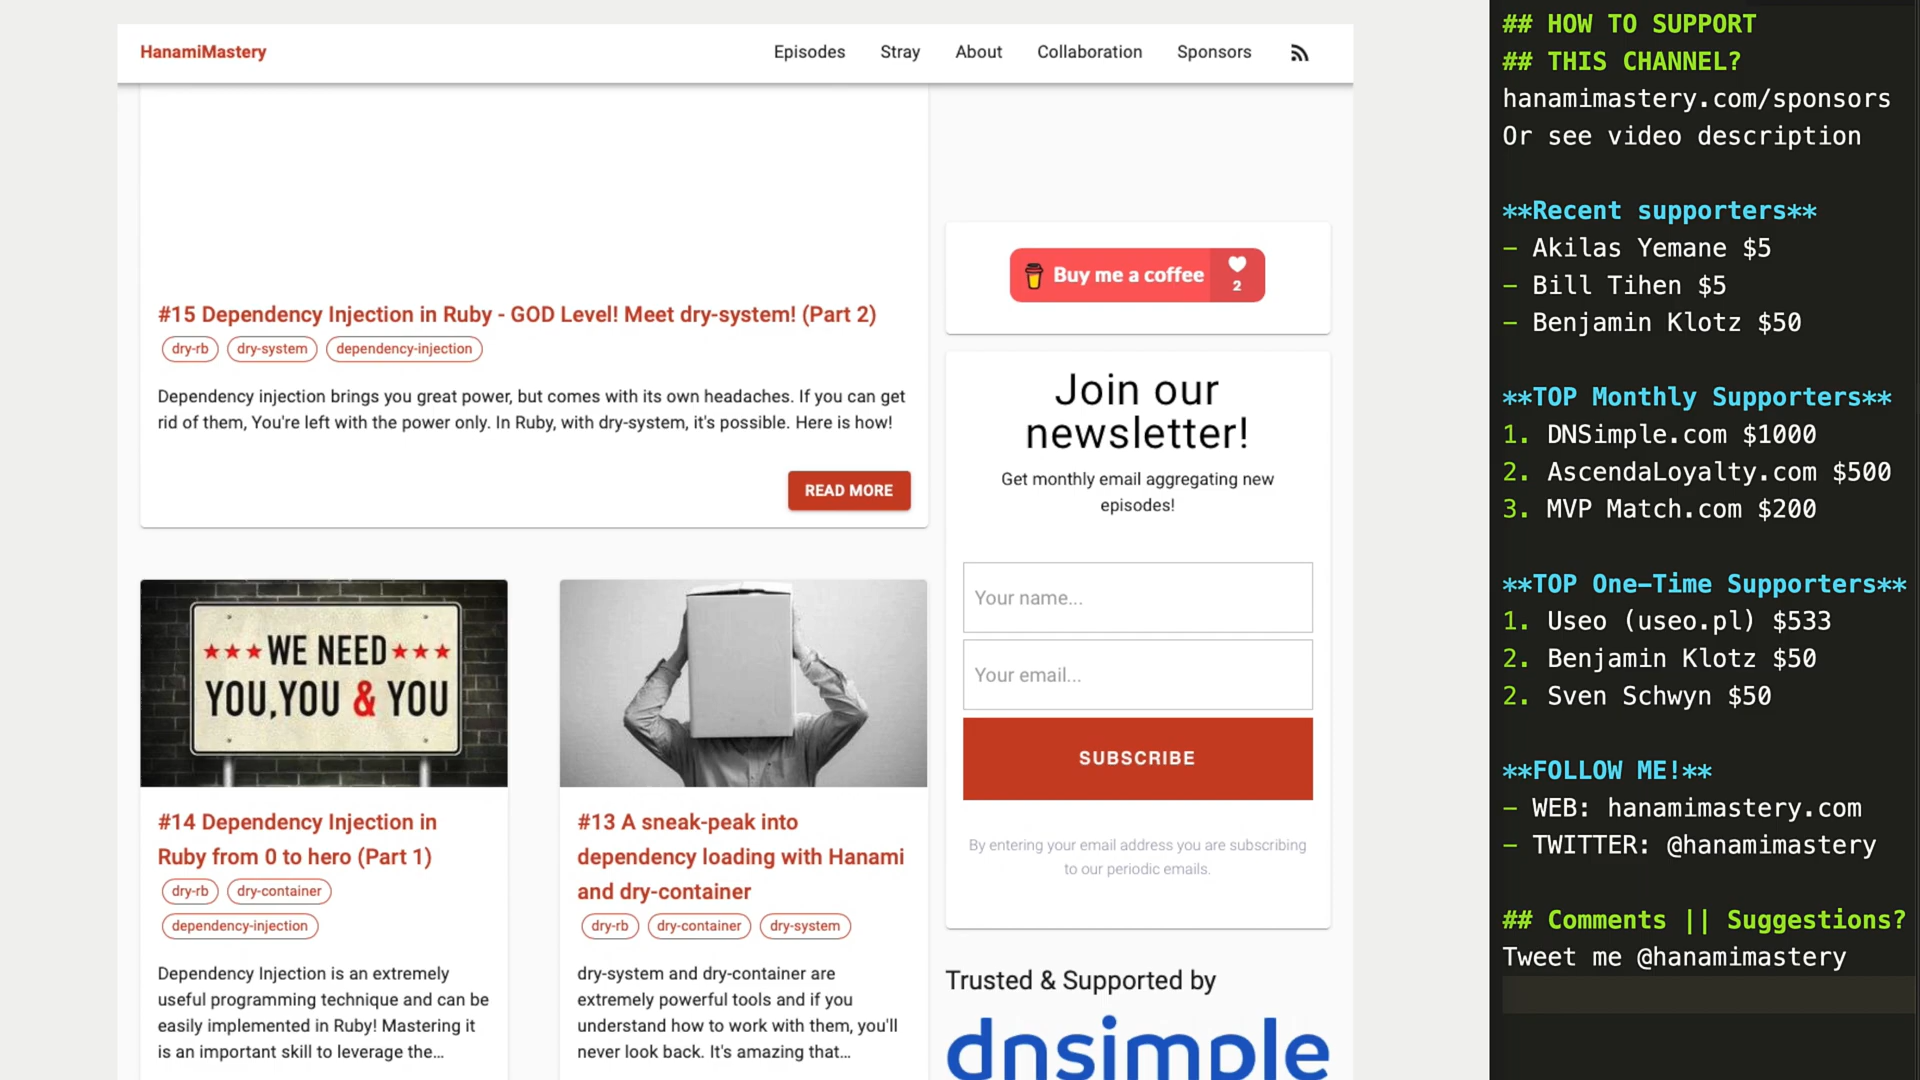 HanamiMastery
Episodes
Stray
About
Collaboration
Sponsors
#15 Dependency Injection in Ruby - GOD Level! Meet dry-system! (Part 2)
dry-rb
dry-system
dependency-injection
Dependency injection brings you great power, but comes with its own headaches. If you can get
rid of them, You're left with the power only. In Ruby, with dry-system, it's possible. Here is how!
READ MORE
WE NEED
YOU,YOU & YOU
#14 Dependency Injection in
Ruby from 0 to hero (Part 1)
dry-rb
dry-container
dependency-injection
Dependency Injection is an extremely
useful programming technique and can be
easily implemented in Ruby! Mastering it
is an important skill to leverage the...
#13 A sneak-peak into
dependency loading with Hanami
and dry-container
dry-rb
dry-container
dry-system
dry-system and dry-container are
extremely powerful tools and if you
understand how to work with them, you'll
never look back. It's amazing that...
Buy me a coffee
2
Join our
newsletter!
Get monthly email aggregating new
episodes!
Your name...
Your email...
SUBSCRIBE
By entering your email address you are subscribing
to our periodic emails.
Trusted & Supported by
dnsimple
## HOW TO SUPPORT
## THIS CHANNEL?
hanamimastery.com/sponsors
Or see video description
**Recent supporters**
- Akilas Yemane $5
- Bill Tihen $5
- Benjamin Klotz $50
**TOP Monthly Supporters**
1. DNSimple.com $1000
2. AscendaLoyalty.com $500
3. MVP Match.com $200
**TOP One-Time Supporters**
1. Useo (useo.pl) $533
2. Benjamin Klotz $50
2. Sven Schwyn $50
**FOLLOW ME!**
- WEB: hanamimastery.com
- TWITTER: @hanamimastery
## Comments || Suggestions?
Tweet me @hanamimastery